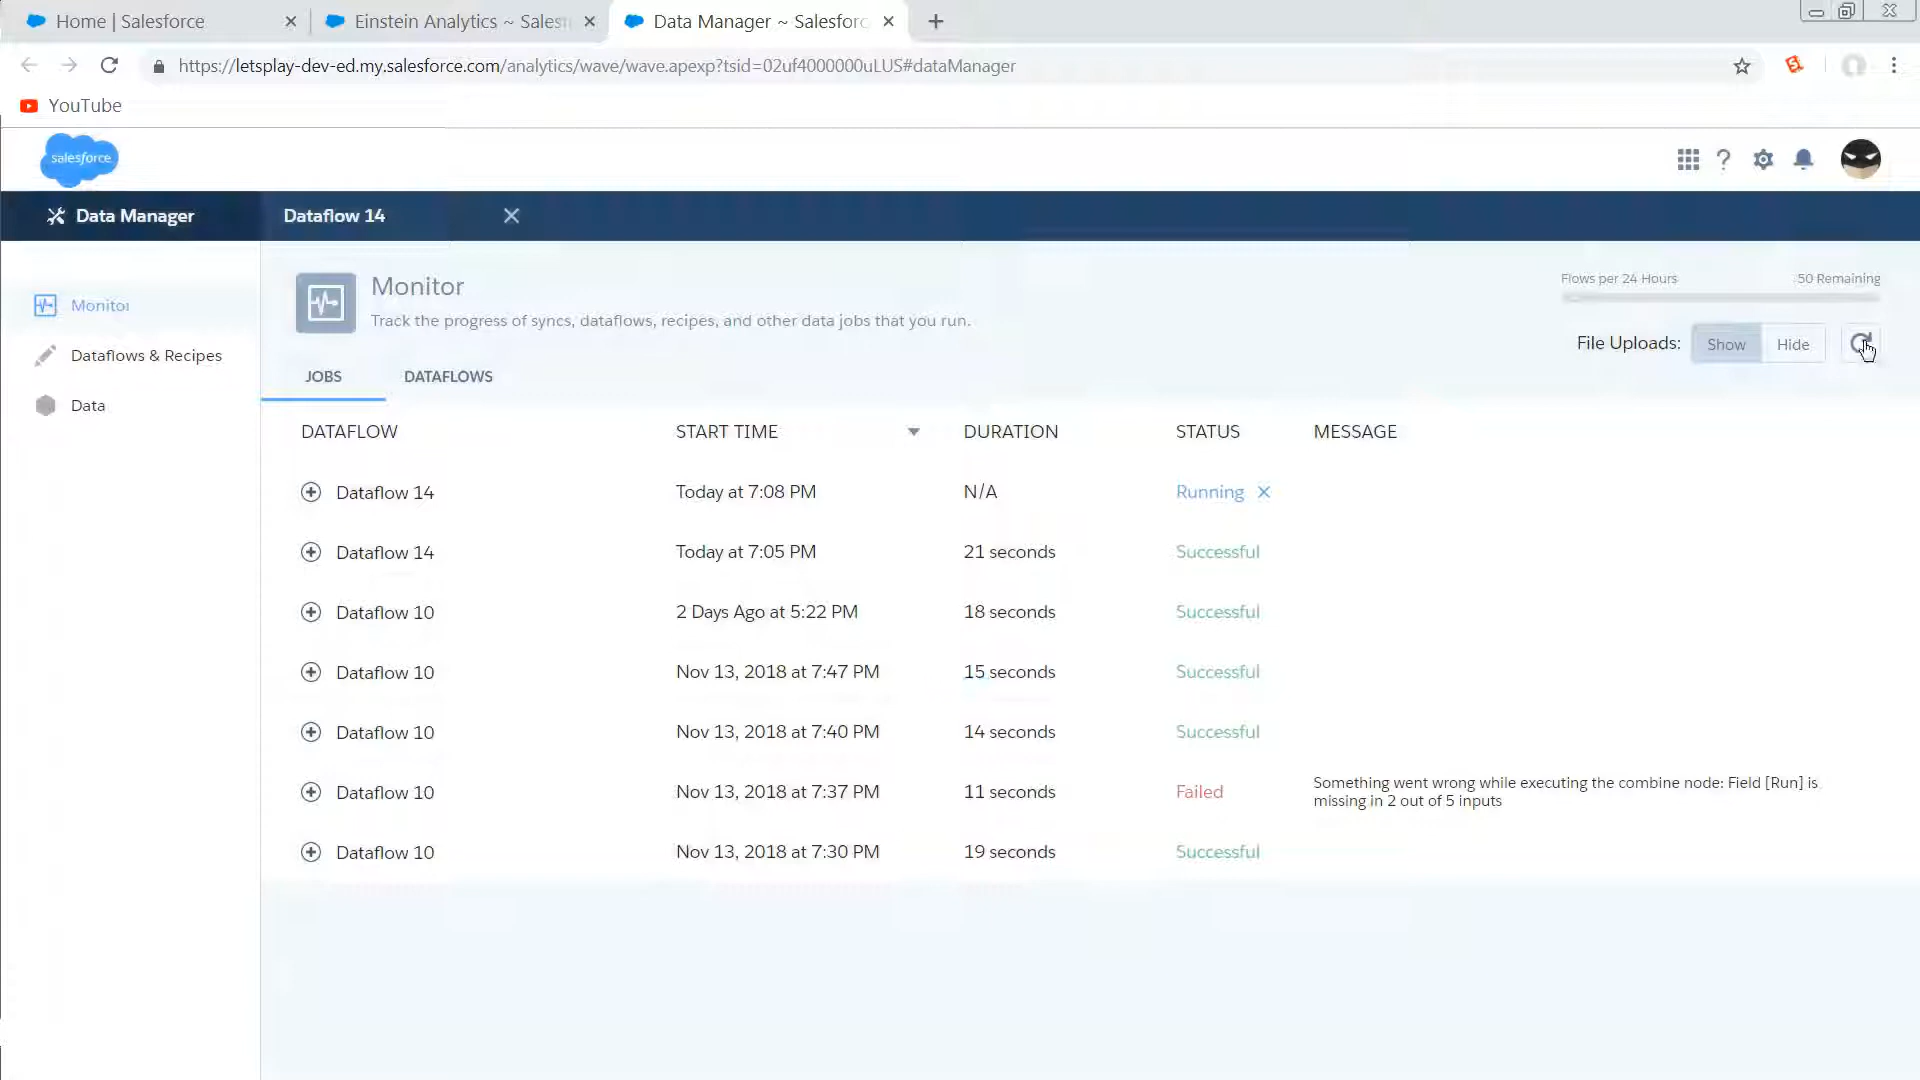 Home | Salesforce
Einstein Analytics ~ Salesf
Data Manager ~ Salesforc
https://letsplay-dev-ed.my.salesforce.com/analytics/wave/wave.apexp?tsid=02uf4000000uLUS#dataManager
YouTube
salesforce
Data Manager
Dataflow 14
Monitor
Dataflows & Recipes
Data
Monitor
Track the progress of syncs, dataflows, recipes, and other data jobs that you run.
Flows per 24 Hours 50 Remaining
File Uploads: Show Hide
JOBS DATAFLOWS
DATAFLOW START TIME DURATION STATUS MESSAGE
Dataflow 14 Today at 7:08 PM N/A Running
Dataflow 14 Today at 7:05 PM 21 seconds Successful
Dataflow 10 2 Days Ago at 5:22 PM 18 seconds Successful
Dataflow 10 Nov 13, 2018 at 7:47 PM 15 seconds Successful
Dataflow 10 Nov 13, 2018 at 7:40 PM 14 seconds Successful
Dataflow 10 Nov 13, 2018 at 7:37 PM 11 seconds Failed Something went wrong while executing the combine node: Field [Run] is
missing in 2 out of 5 inputs
Dataflow 10 Nov 13, 2018 at 7:30 PM 19 seconds Successful